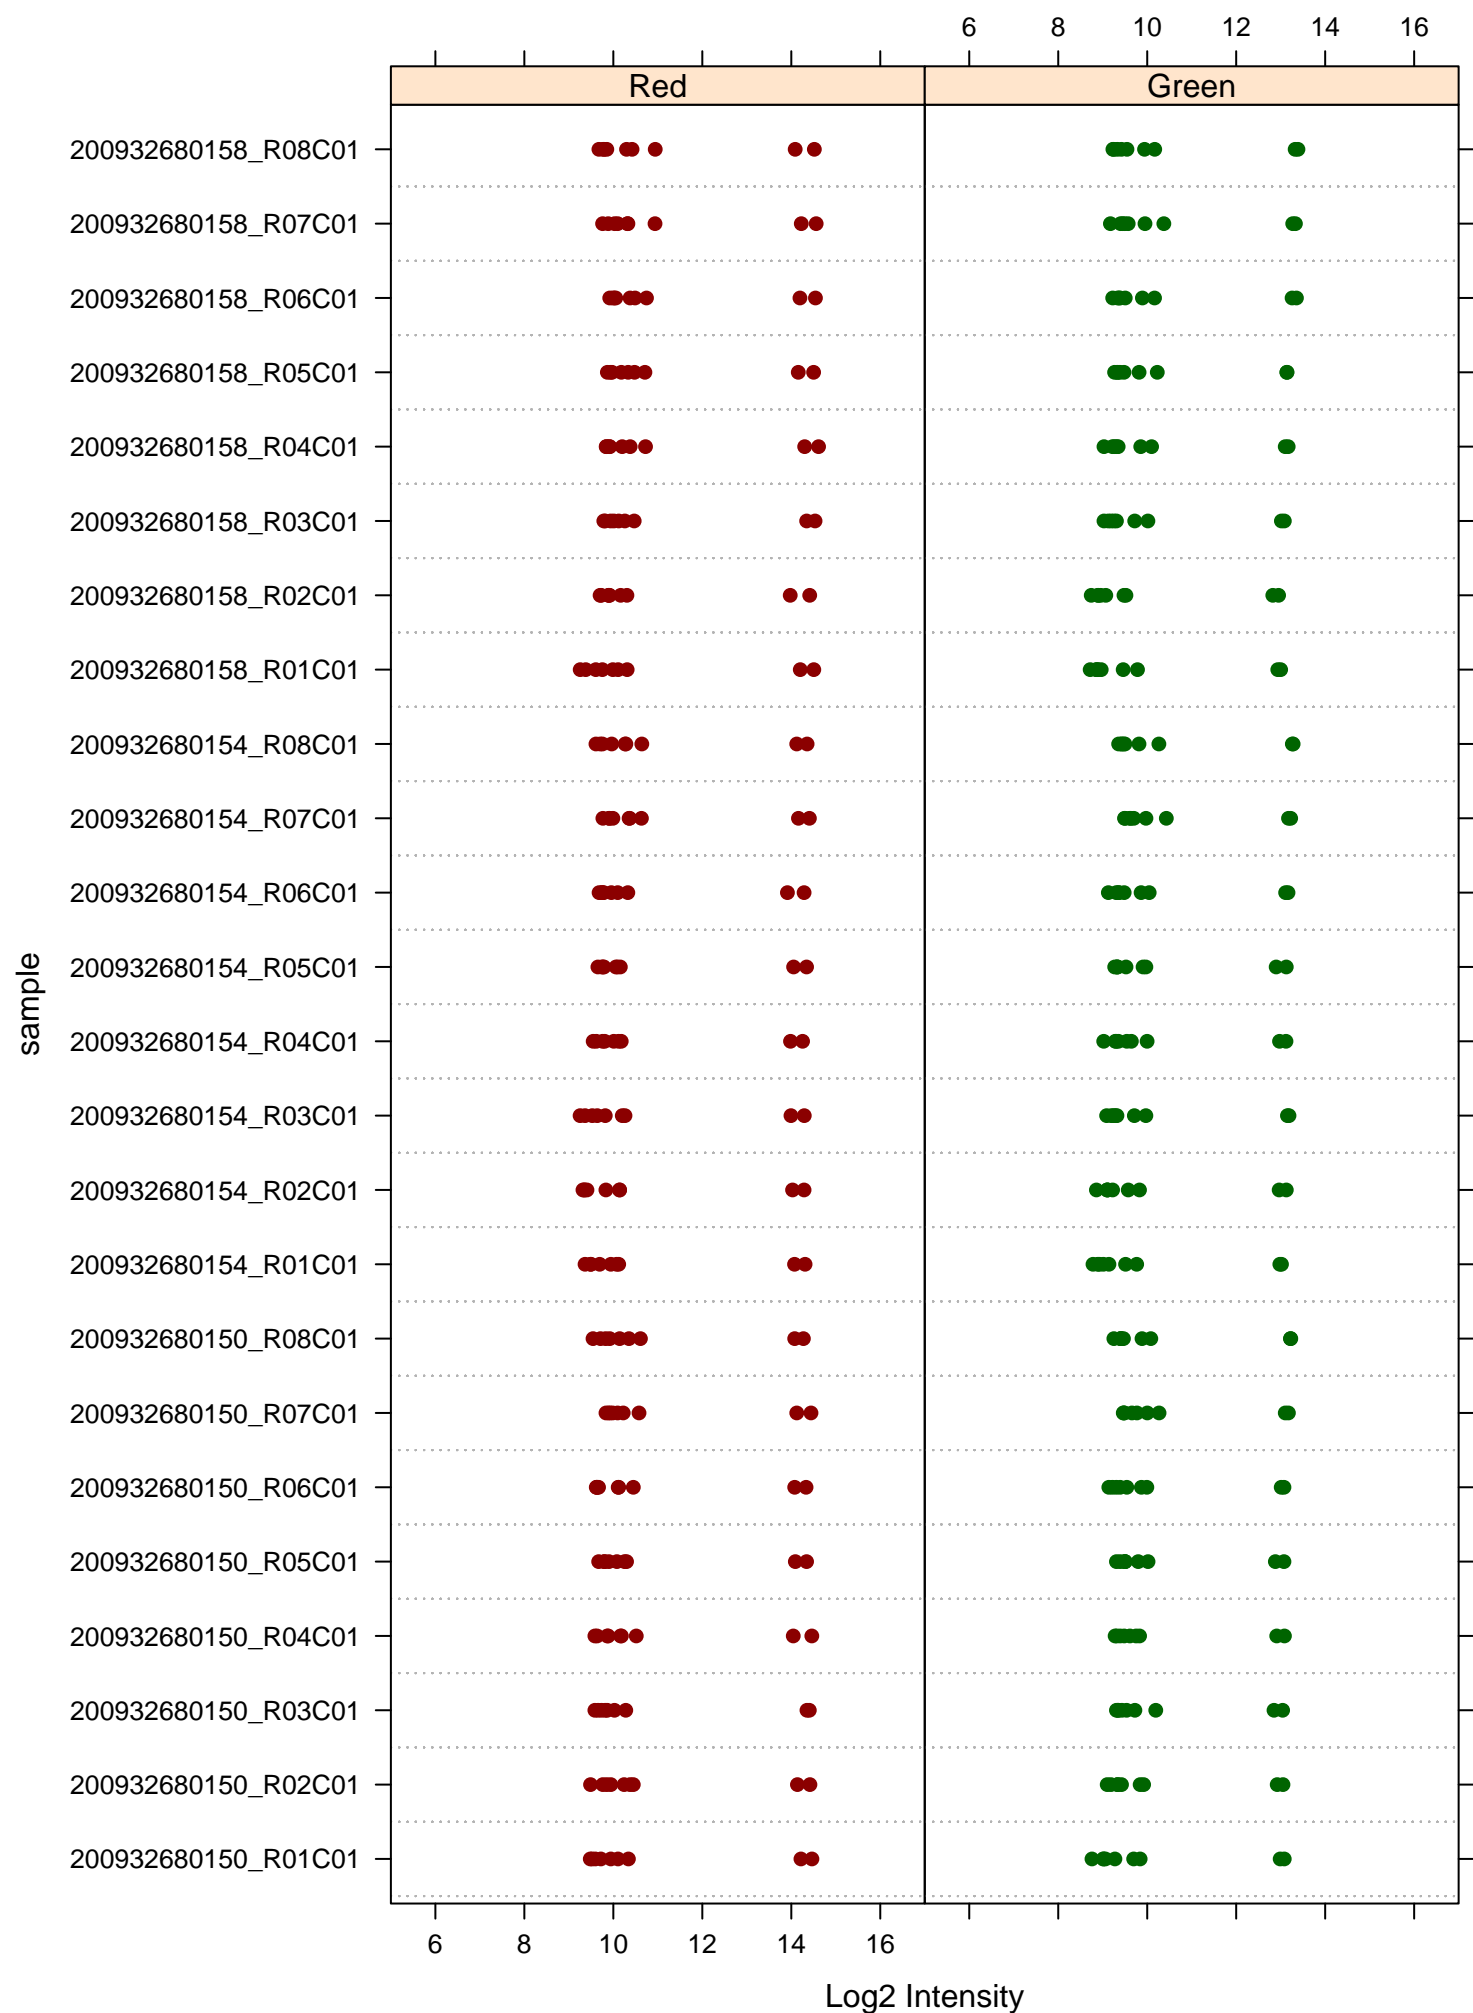 6 8 10 12 14 16
Red Green
200932680158_R08C01
200932680158_R07C01
200932680158_R06C01
200932680158_R05C01
200932680158_R04C01
200932680158_R03C01
200932680158_R02C01
200932680158_R01C01
200932680154_R08C01
200932680154_R07C01
200932680154_R06C01
200932680154_R05C01
sample
200932680154_R04C01
200932680154_R03C01
200932680154_R02C01
200932680154_R01C01
200932680150_R08C01
200932680150_R07C01
200932680150_R06C01
200932680150_R05C01
200932680150_R04C01
200932680150_R03C01
200932680150_R02C01
200932680150_R01C01
6 8 10 12 14 16
Log2 Intensity